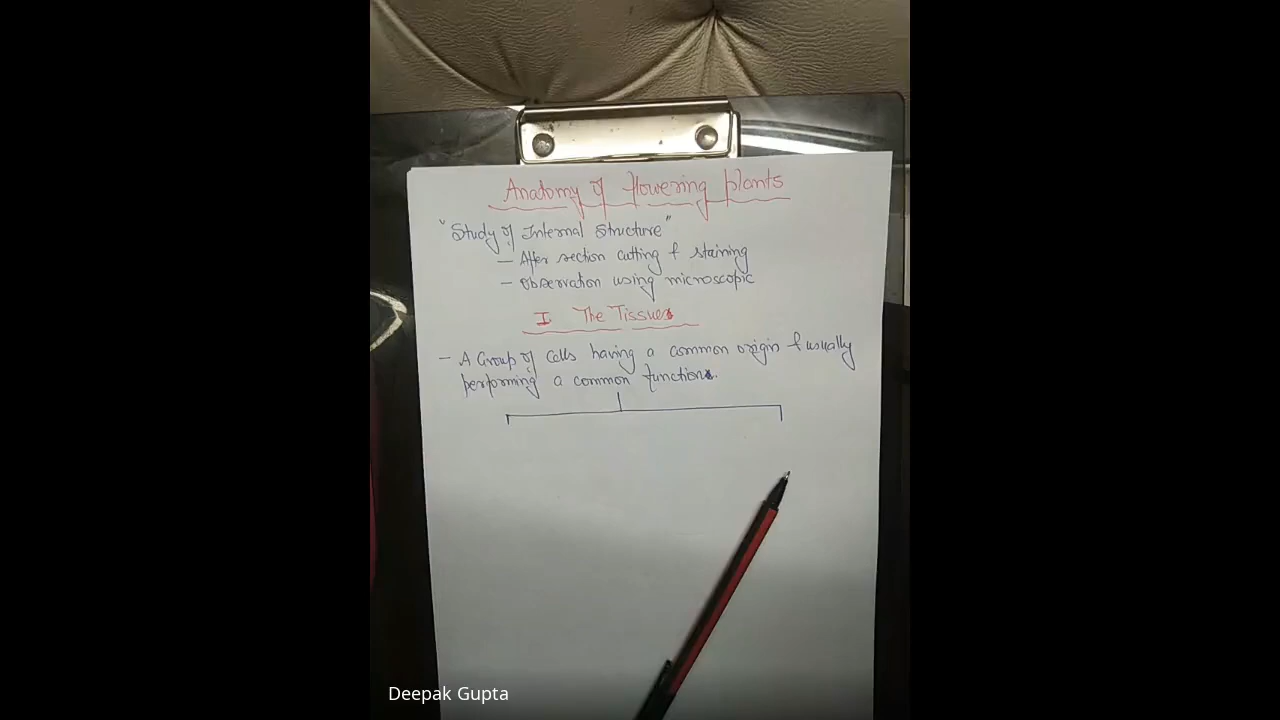 Anatomy of flowering plants
"Study of Internal Structure"
- After section cutting & staining
- Observation using microscopic
I The Tissues
- A Group of cells having a common origin & usually
performing a common function.
Deepak Gupta